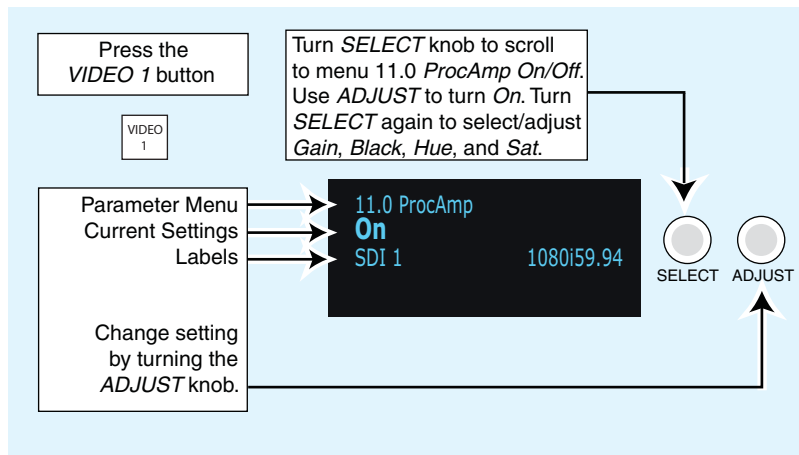 Press the
VIDEO 1 button
VIDEO
1
Turn SELECT knob to scroll
to menu 11.0 ProcAmp On/Off.
Use ADJUST to turn On. Turn
SELECT again to select/adjust
Gain, Black, Hue, and Sat.
Parameter Menu
Current Settings
Labels
Change setting
by turning the
ADJUST knob.
11.0 ProcAmp
On
SDI 1 1080i59.94
SELECT ADJUST